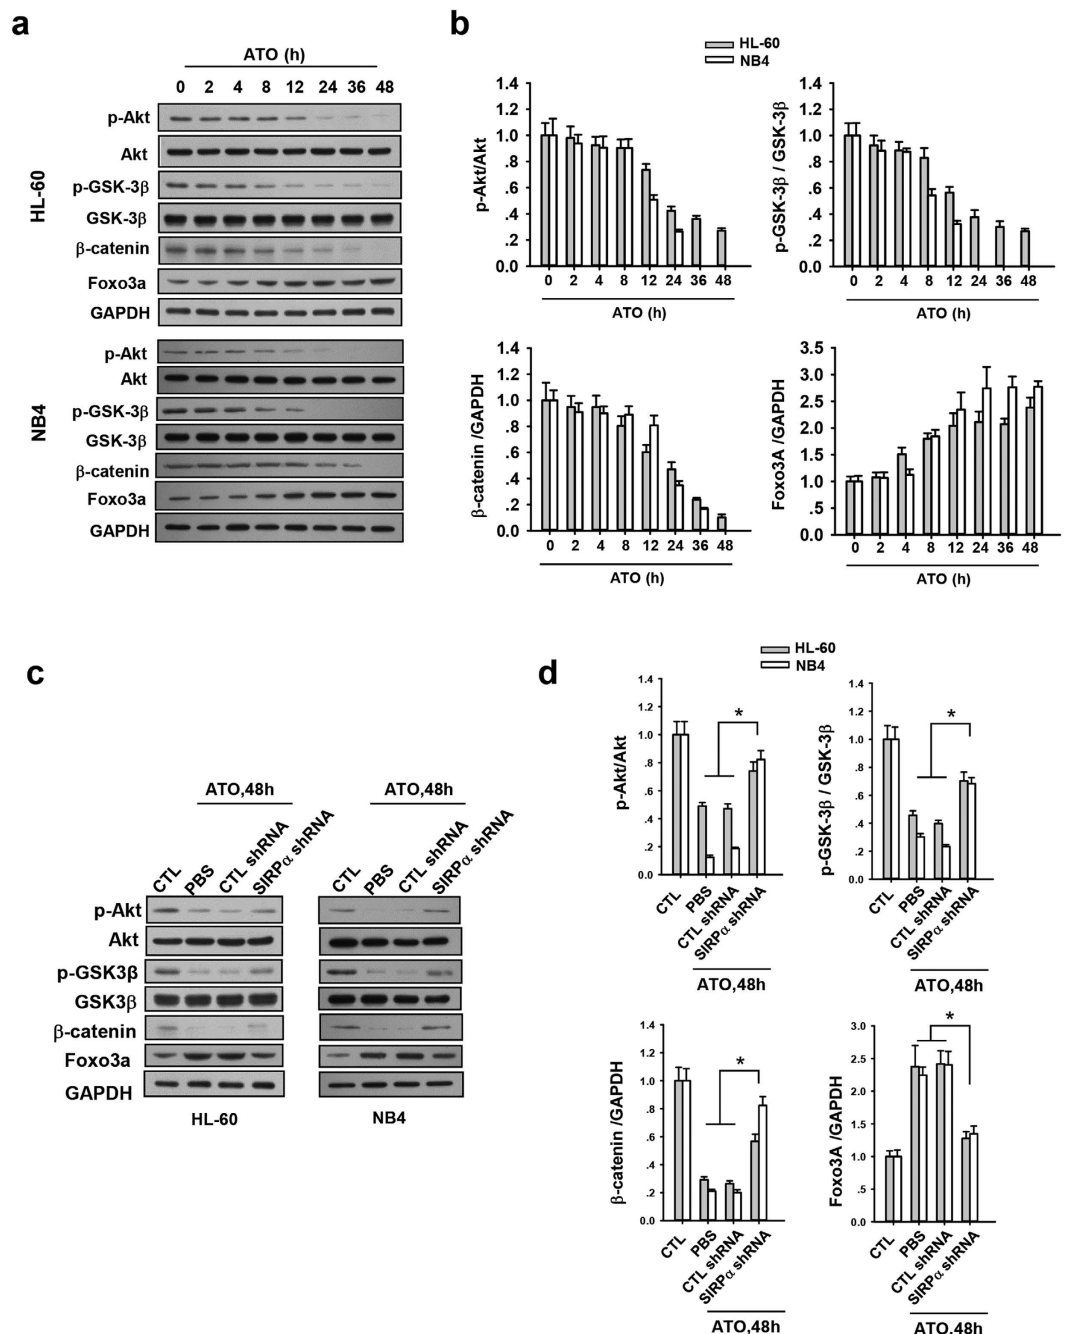 a
ATO (h)
0 2 4 8 12 24 36 48
HL-60
p-Akt
Akt
p-GSK-3β
GSK-3β
β-catenin
Foxo3a
GAPDH
NB4
p-Akt
Akt
p-GSK-3β
GSK-3β
β-catenin
Foxo3a
GAPDH
b
HL-60
NB4
p-Akt/Akt
1.4
1.2
1.0
.8
.6
.4
.2
0.0
0 2 4 8 12 24 36 48
ATO (h)
p-GSK-3β / GSK-3β
1.4
1.2
1.0
.8
.6
.4
.2
0.0
0 2 4 8 12 24 36 48
ATO (h)
β-catenin /GAPDH
1.4
1.2
1.0
.8
.6
.4
.2
0.0
0 2 4 8 12 24 36 48
ATO (h)
Foxo3A /GAPDH
3.5
3.0
2.5
2.0
1.5
1.0
.5
0.0
0 2 4 8 12 24 36 48
ATO (h)
c
ATO,48h
CTL PBS CTL shRNA SIRPα shRNA
ATO,48h
CTL PBS CTL shRNA SIRPα shRNA
p-Akt
Akt
p-GSK3β
GSK3β
β-catenin
Foxo3a
GAPDH
HL-60 NB4
d
HL-60
NB4
p-Akt/Akt
1.4
1.2
1.0
.8
.6
.4
.2
0.0
*
CTL PBS CTL shRNA SIRPα shRNA
ATO,48h
p-GSK-3β / GSK-3β
1.4
1.2
1.0
.8
.6
.4
.2
0.0
*
CTL PBS CTL shRNA SIRPα shRNA
ATO,48h
β-catenin /GAPDH
1.4
1.2
1.0
.8
.6
.4
.2
0.0
*
CTL PBS CTL shRNA SIRPα shRNA
ATO,48h
Foxo3A /GAPDH
3.0
2.5
2.0
1.5
1.0
.5
0.0
*
CTL PBS CTL shRNA SIRPα shRNA
ATO,48h